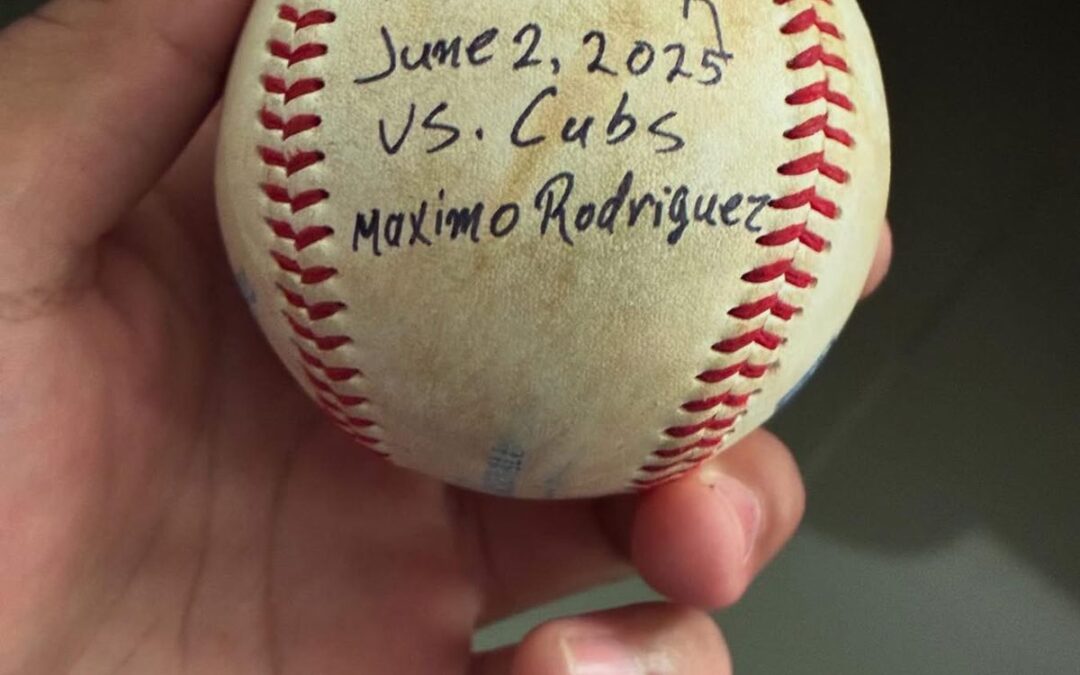 June 2, 2025
vs. Cubs
Maximo Rodriguez